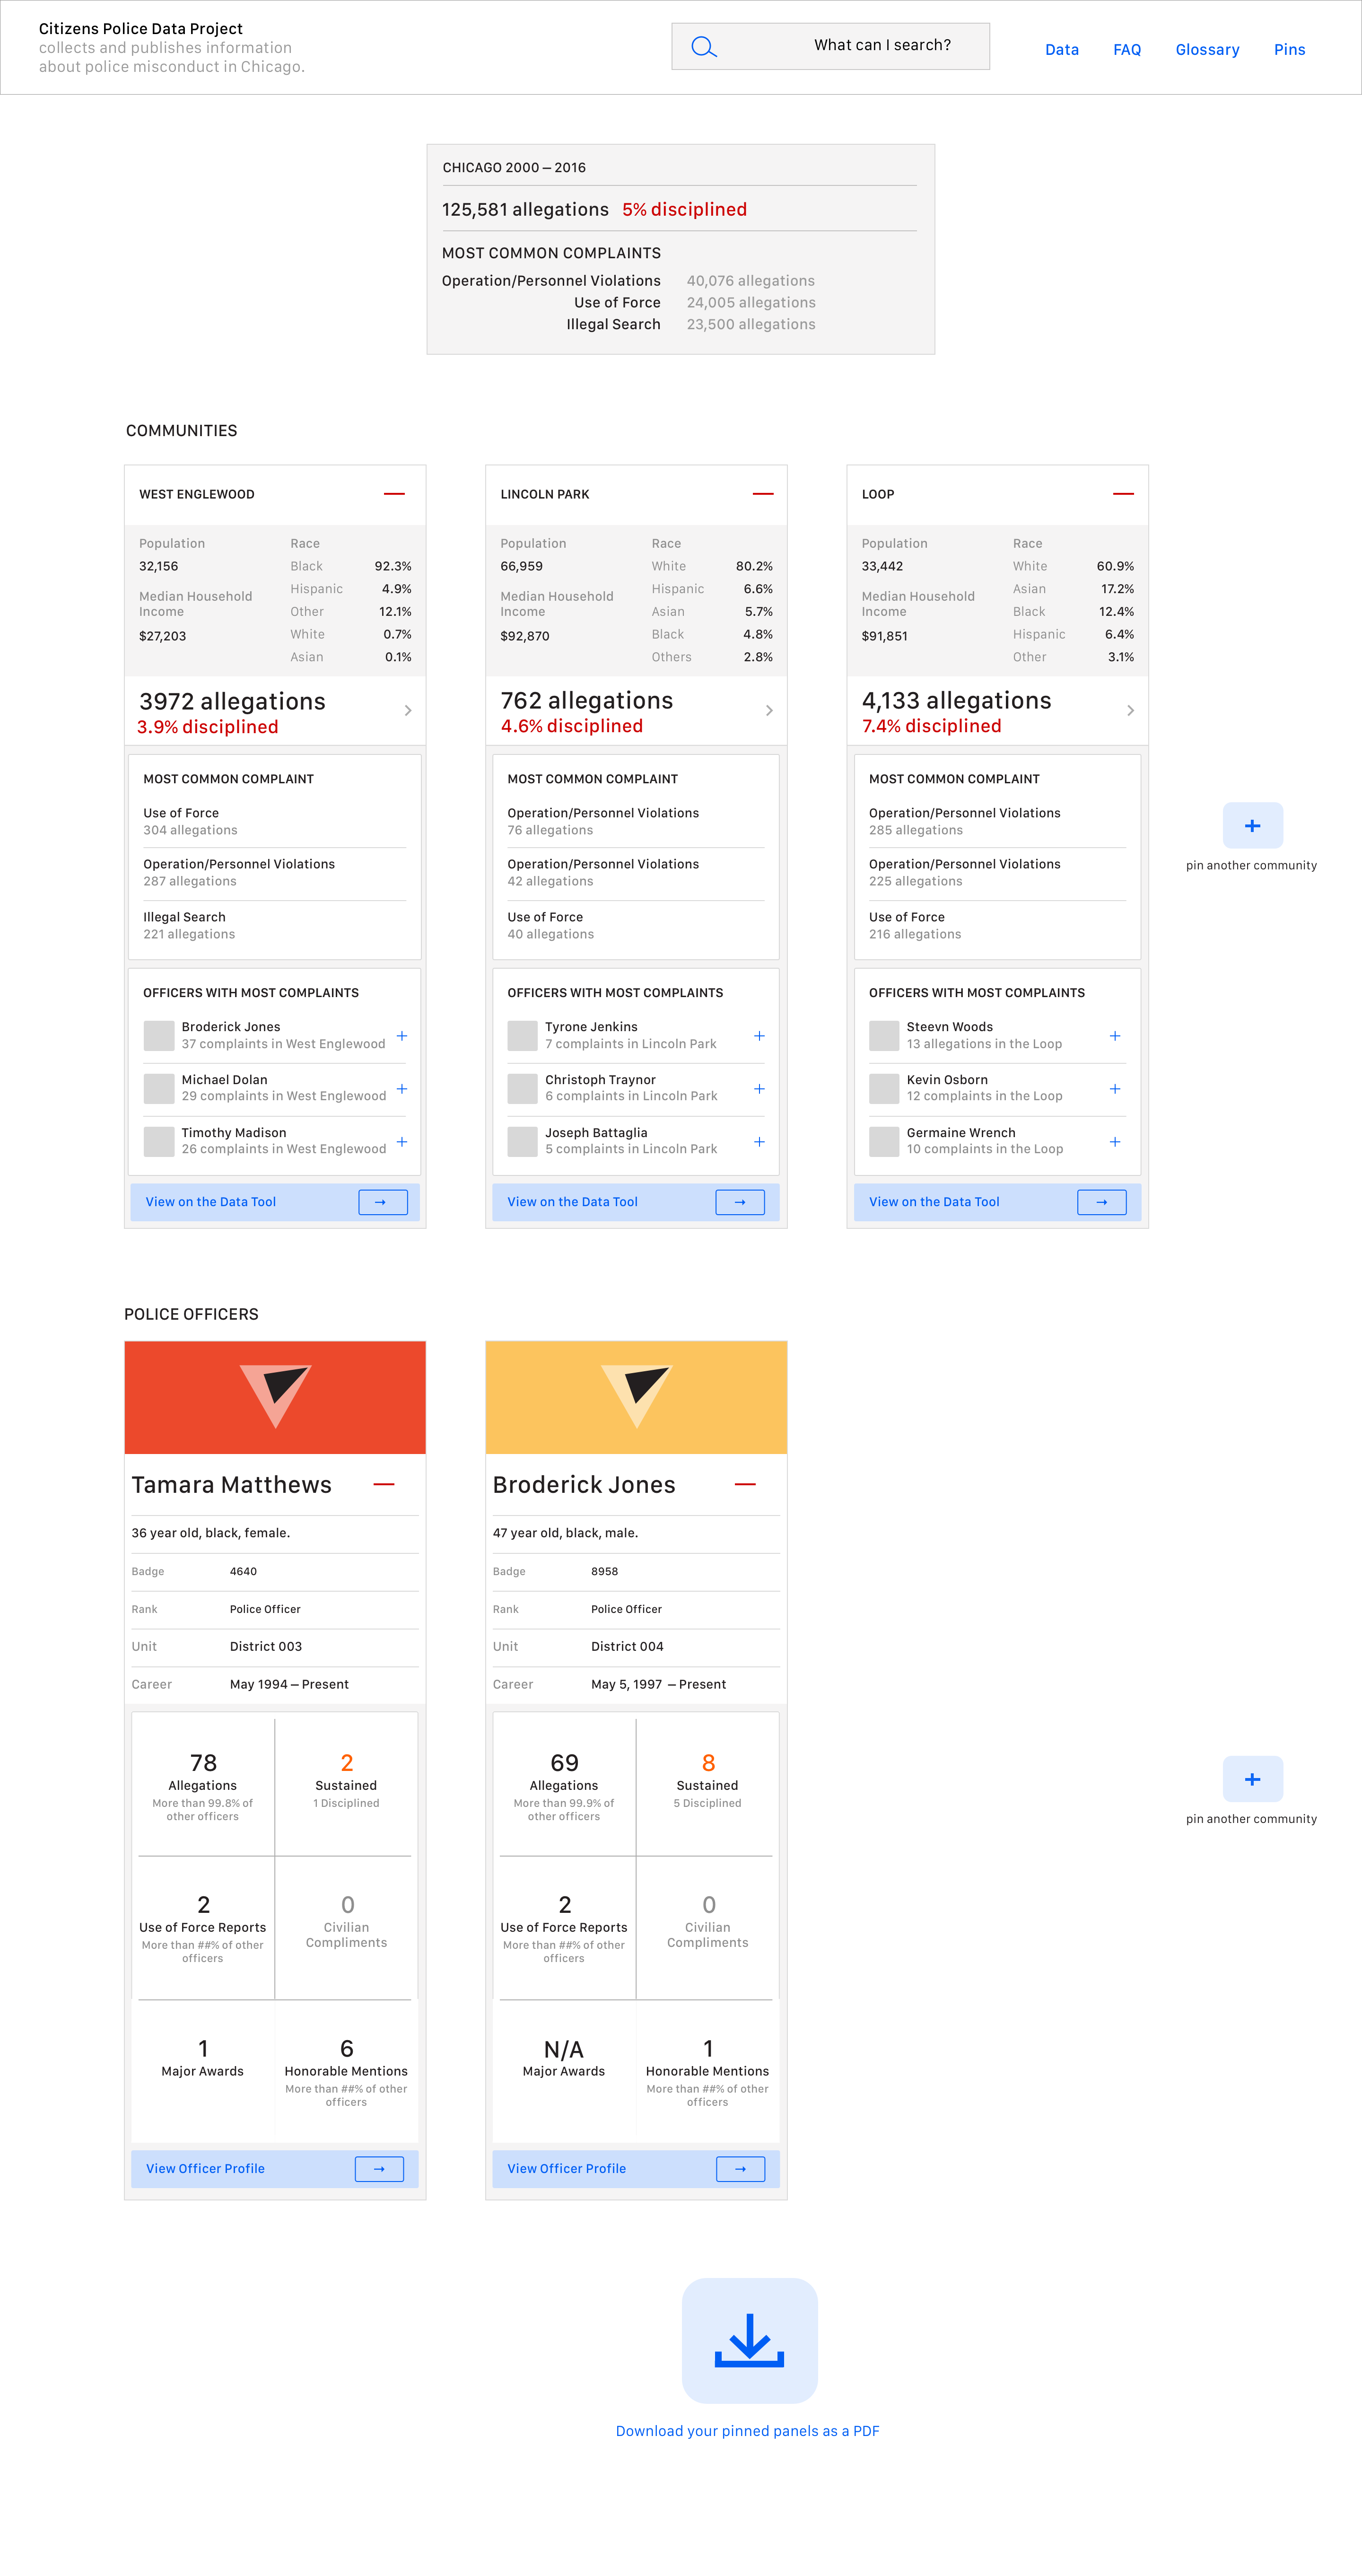 Citizens Police Data Project
collects and publishes information
about police misconduct in Chicago.
What can I search?
Data FAQ Glossary Pins
CHICAGO 2000 – 2016
125,581 allegations 5% disciplined
MOST COMMON COMPLAINTS
Operation/Personnel Violations 40,076 allegations
Use of Force 24,005 allegations
Illegal Search 23,500 allegations
COMMUNITIES
WEST ENGLEWOOD
Population Race
32,156 Black 92.3%
Hispanic 4.9%
Median Household
Income Other 12.1%
$27,203 White 0.7%
Asian 0.1%
3972 allegations
3.9% disciplined
MOST COMMON COMPLAINT
Use of Force
304 allegations
Operation/Personnel Violations
287 allegations
Illegal Search
221 allegations
OFFICERS WITH MOST COMPLAINTS
Broderick Jones
37 complaints in West Englewood
Michael Dolan
29 complaints in West Englewood
Timothy Madison
26 complaints in West Englewood
View on the Data Tool →
LINCOLN PARK
Population Race
66,959 White 80.2%
Hispanic 6.6%
Median Household
Income Asian 5.7%
$92,870 Black 4.8%
Others 2.8%
762 allegations
4.6% disciplined
MOST COMMON COMPLAINT
Operation/Personnel Violations
76 allegations
Operation/Personnel Violations
42 allegations
Use of Force
40 allegations
OFFICERS WITH MOST COMPLAINTS
Tyrone Jenkins
7 complaints in Lincoln Park
Christoph Traynor
6 complaints in Lincoln Park
Joseph Battaglia
5 complaints in Lincoln Park
View on the Data Tool →
LOOP
Population Race
33,442 White 60.9%
Asian 17.2%
Median Household
Income Black 12.4%
$91,851 Hispanic 6.4%
Other 3.1%
4,133 allegations
7.4% disciplined
MOST COMMON COMPLAINT
Operation/Personnel Violations
285 allegations
Operation/Personnel Violations
225 allegations
Use of Force
216 allegations
OFFICERS WITH MOST COMPLAINTS
Steevn Woods
13 allegations in the Loop
Kevin Osborn
12 complaints in the Loop
Germaine Wrench
10 complaints in the Loop
View on the Data Tool →
pin another community
POLICE OFFICERS
Tamara Matthews
36 year old, black, female.
Badge 4640
Rank Police Officer
Unit District 003
Career May 1994 – Present
78
Allegations
More than 99.8% of
other officers
2
Sustained
1 Disciplined
2
Use of Force Reports
More than ##% of other
officers
0
Civilian
Compliments
1
Major Awards
6
Honorable Mentions
More than ##% of other
officers
View Officer Profile →
Broderick Jones
47 year old, black, male.
Badge 8958
Rank Police Officer
Unit District 004
Career May 5, 1997 – Present
69
Allegations
More than 99.9% of
other officers
8
Sustained
5 Disciplined
2
Use of Force Reports
More than ##% of other
officers
0
Civilian
Compliments
N/A
Major Awards
1
Honorable Mentions
More than ##% of other
officers
View Officer Profile →
pin another community
Download your pinned panels as a PDF